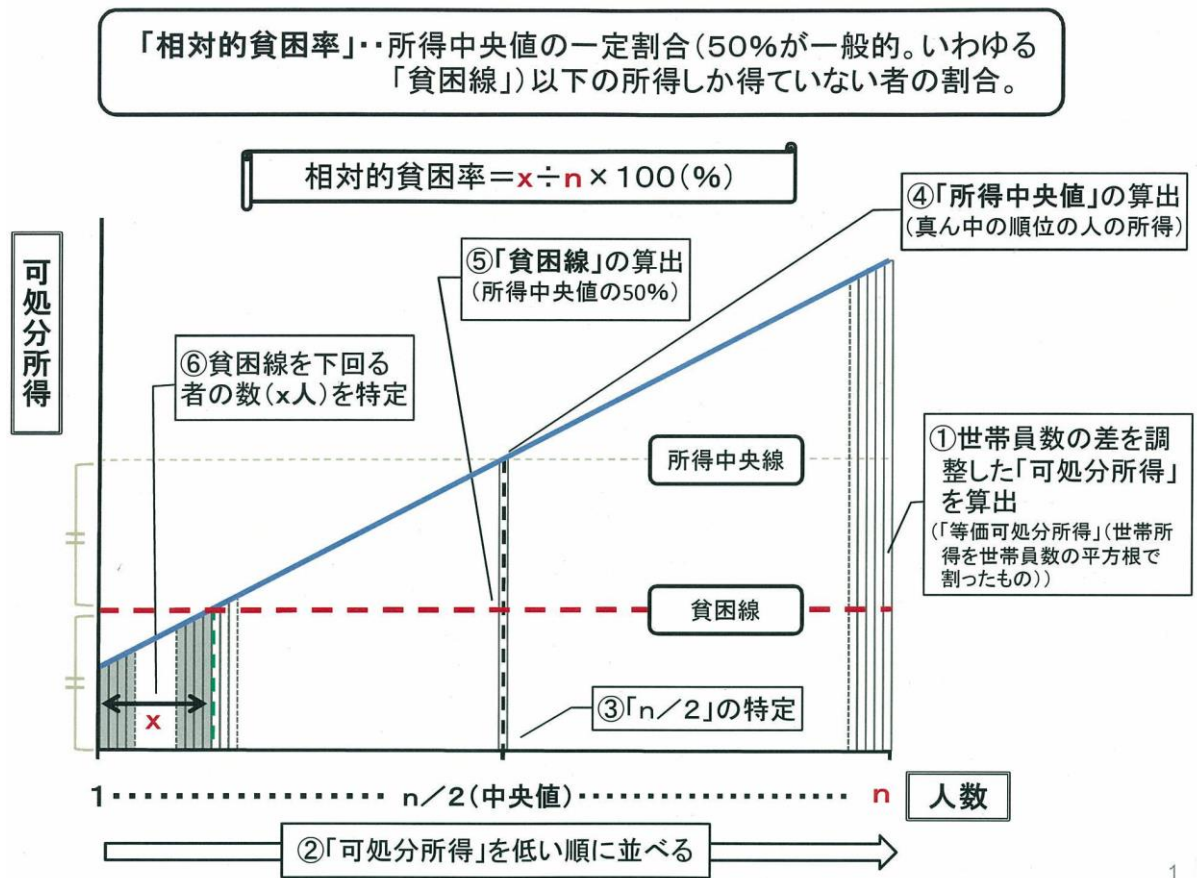 「相対的貧困率」‥所得中央値の一定割合(50%が一般的。いわゆる
「貧困線」)以下の所得しか得ていない者の割合。
相対的貧困率=x÷n×100(%)
④「所得中央値」の算出
(真ん中の順位の人の所得)
⑤「貧困線」の算出
(所得中央値の50%)
可処分所得
⑥貧困線を下回る
者の数(x人)を特定
所得中央線
①世帯員数の差を調
整した「可処分所得」
を算出
(「等価可処分所得」(世帯所
得を世帯員数の平方根で
割ったもの))
貧困線
x
③「n/2」の特定
1 ‥‥‥‥‥‥‥ n/2(中央値)‥‥‥‥‥‥‥ n 人数
②「可処分所得」を低い順に並べる
1